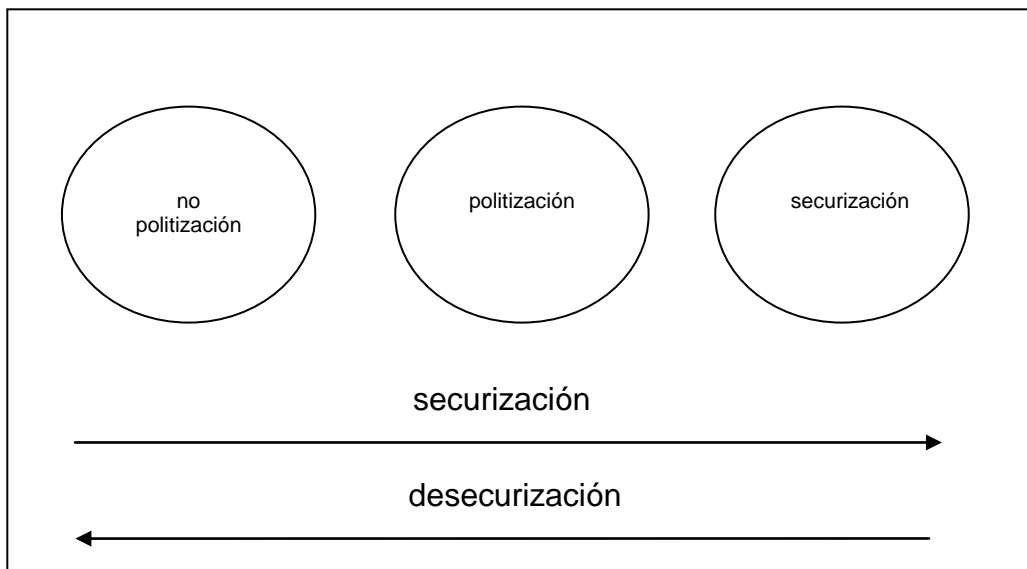 no
politización
politización
securización
securización
desecurización